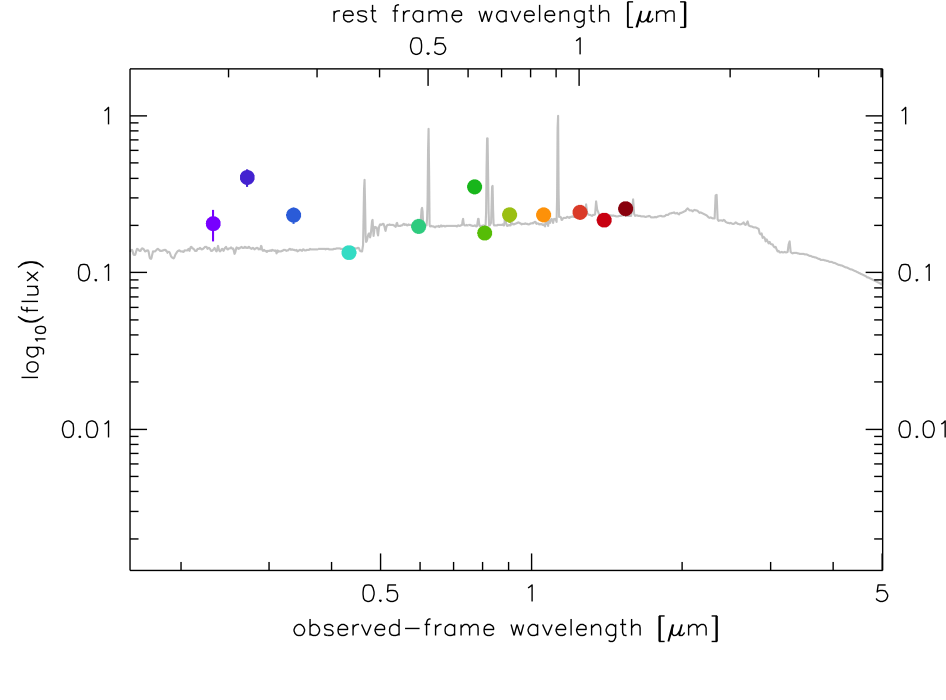 rest frame wavelength [μm]
0.5 1
1 1
0.1 0.1
log10(flux)
0.01 0.01
0.5 1 5
observed-frame wavelength [μm]